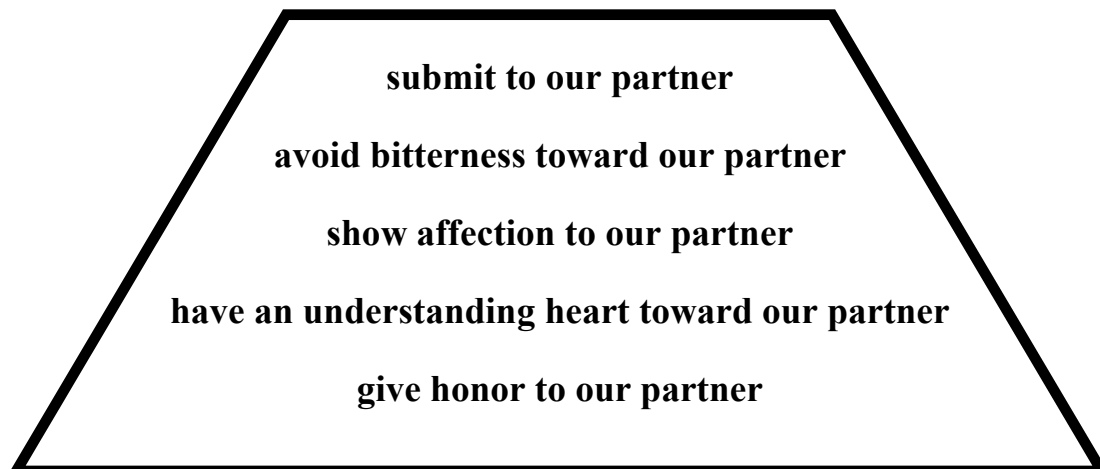 submit to our partner
avoid bitterness toward our partner
show affection to our partner
have an understanding heart toward our partner
give honor to our partner